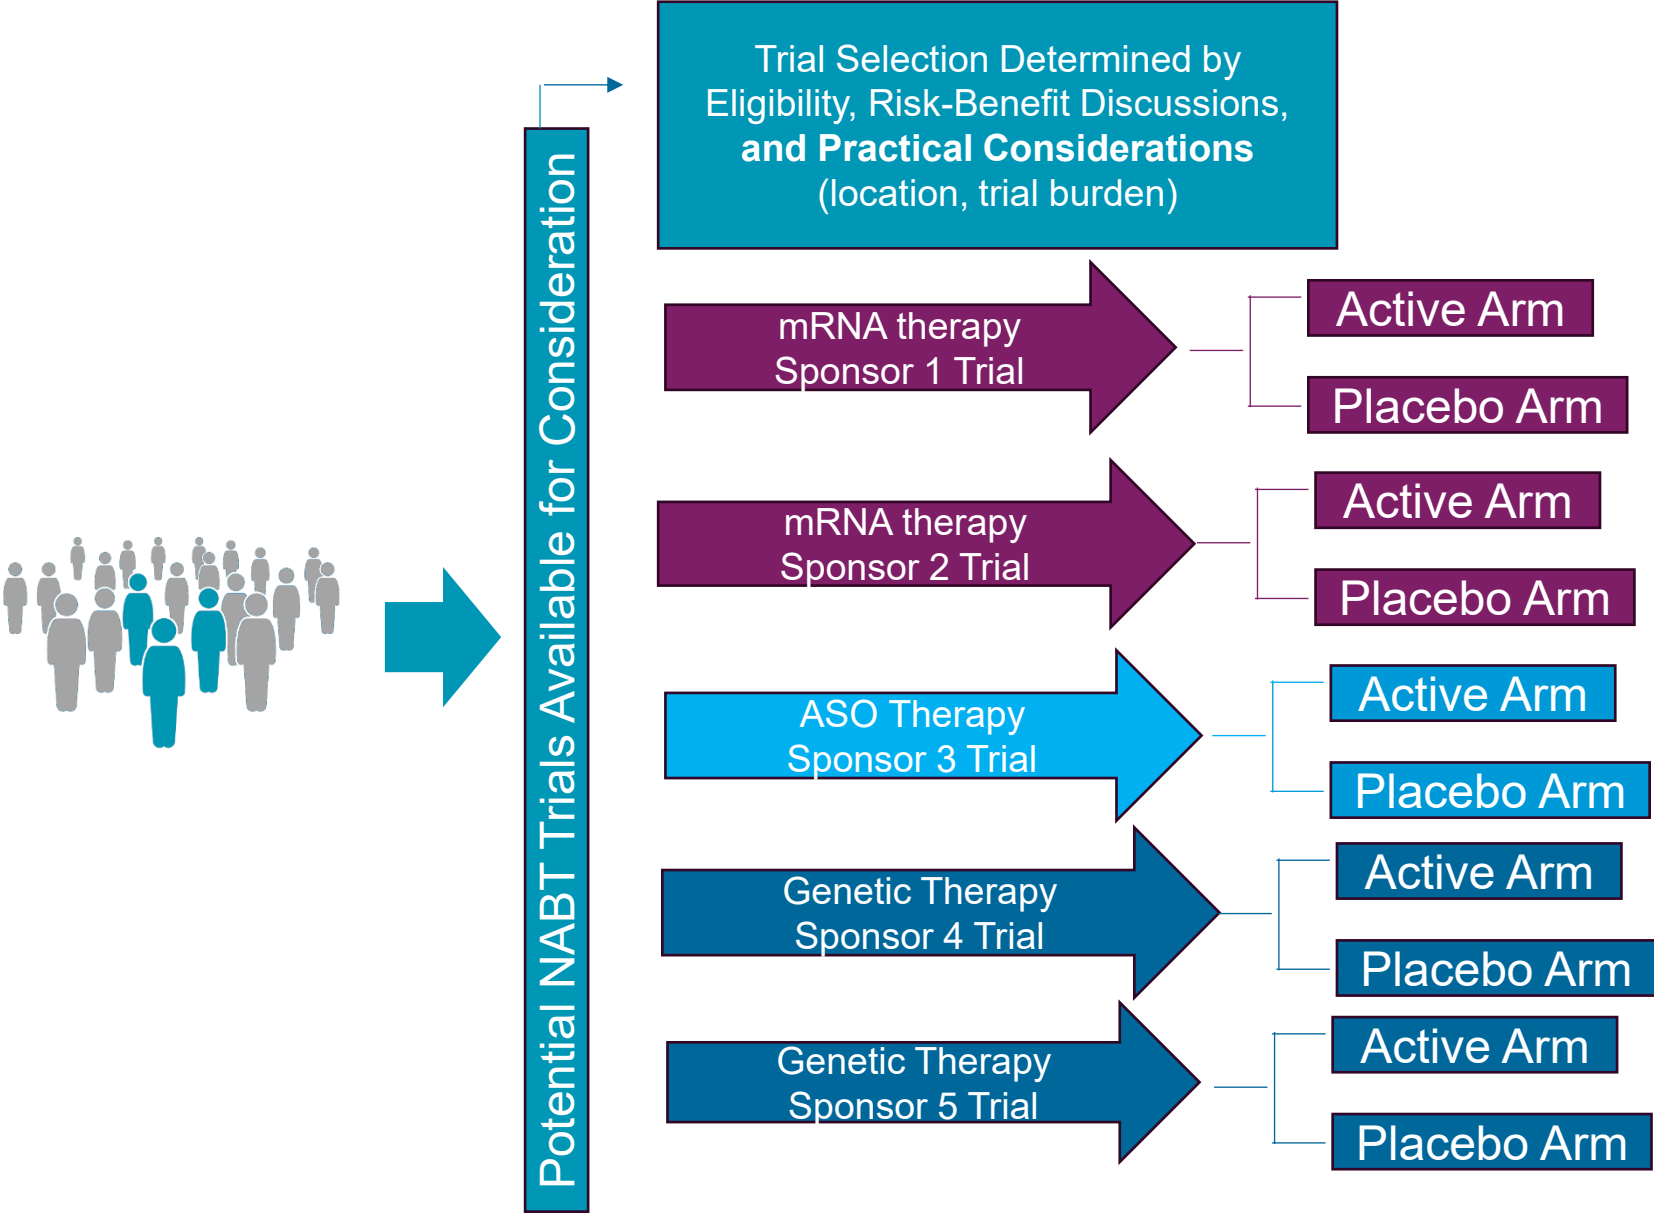 Potential NABT Trials Available for Consideration
Trial Selection Determined by
Eligibility, Risk-Benefit Discussions,
and Practical Considerations
(location, trial burden)
mRNA therapy
Sponsor 1 Trial
Active Arm
Placebo Arm
mRNA therapy
Sponsor 2 Trial
Active Arm
Placebo Arm
ASO Therapy
Sponsor 3 Trial
Active Arm
Placebo Arm
Genetic Therapy
Sponsor 4 Trial
Active Arm
Placebo Arm
Genetic Therapy
Sponsor 5 Trial
Active Arm
Placebo Arm